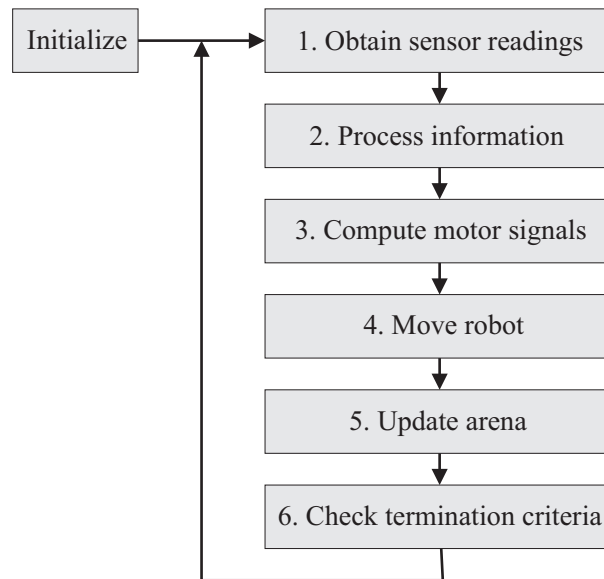 Initialize
1. Obtain sensor readings
2. Process information
3. Compute motor signals
4. Move robot
5. Update arena
6. Check termination criteria